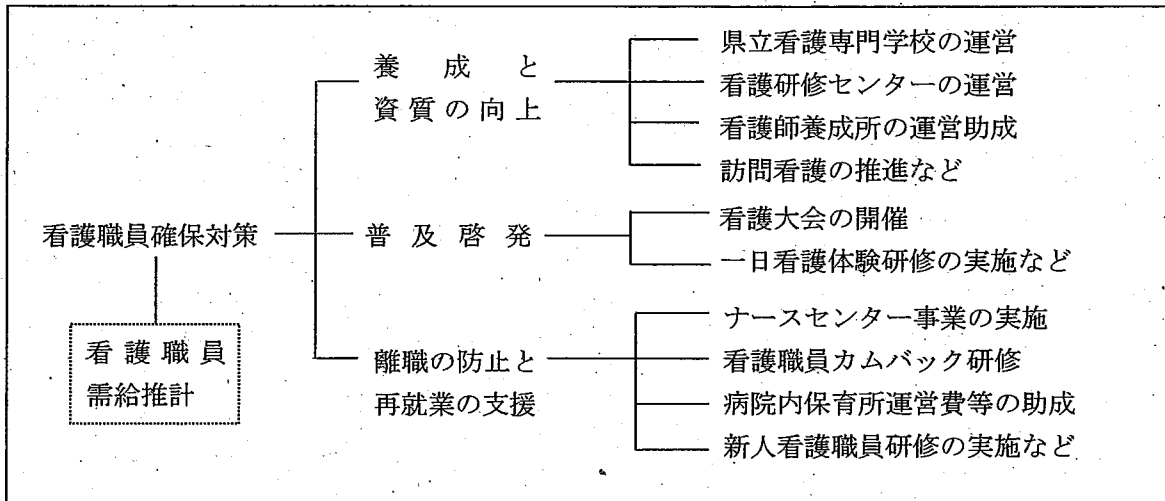 県立看護専門学校の運営
養成と
資質の向上
看護研修センターの運営
看護師養成所の運営助成
訪問看護の推進など
看護職員確保対策
普及啓発
看護大会の開催
一日看護体験研修の実施など
看護職員
需給推計
離職の防止と
再就業の支援
ナースセンター事業の実施
看護職員カムバック研修
病院内保育所運営費等の助成
新人看護職員研修の実施など